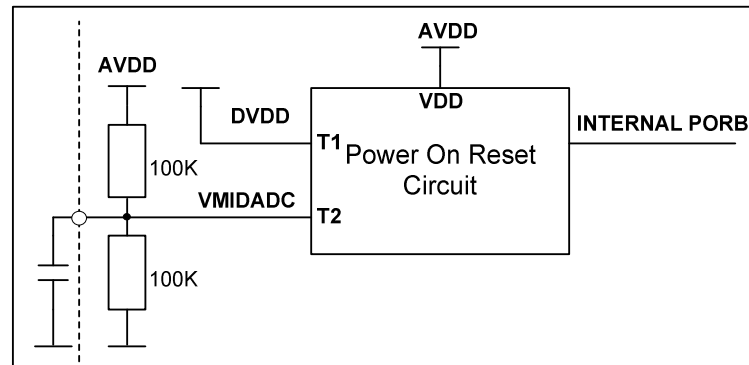 AVDD
AVDD
VDD
DVDD
T1
Power On Reset
Circuit
INTERNAL PORB
100K
VMIDADC
T2
100K